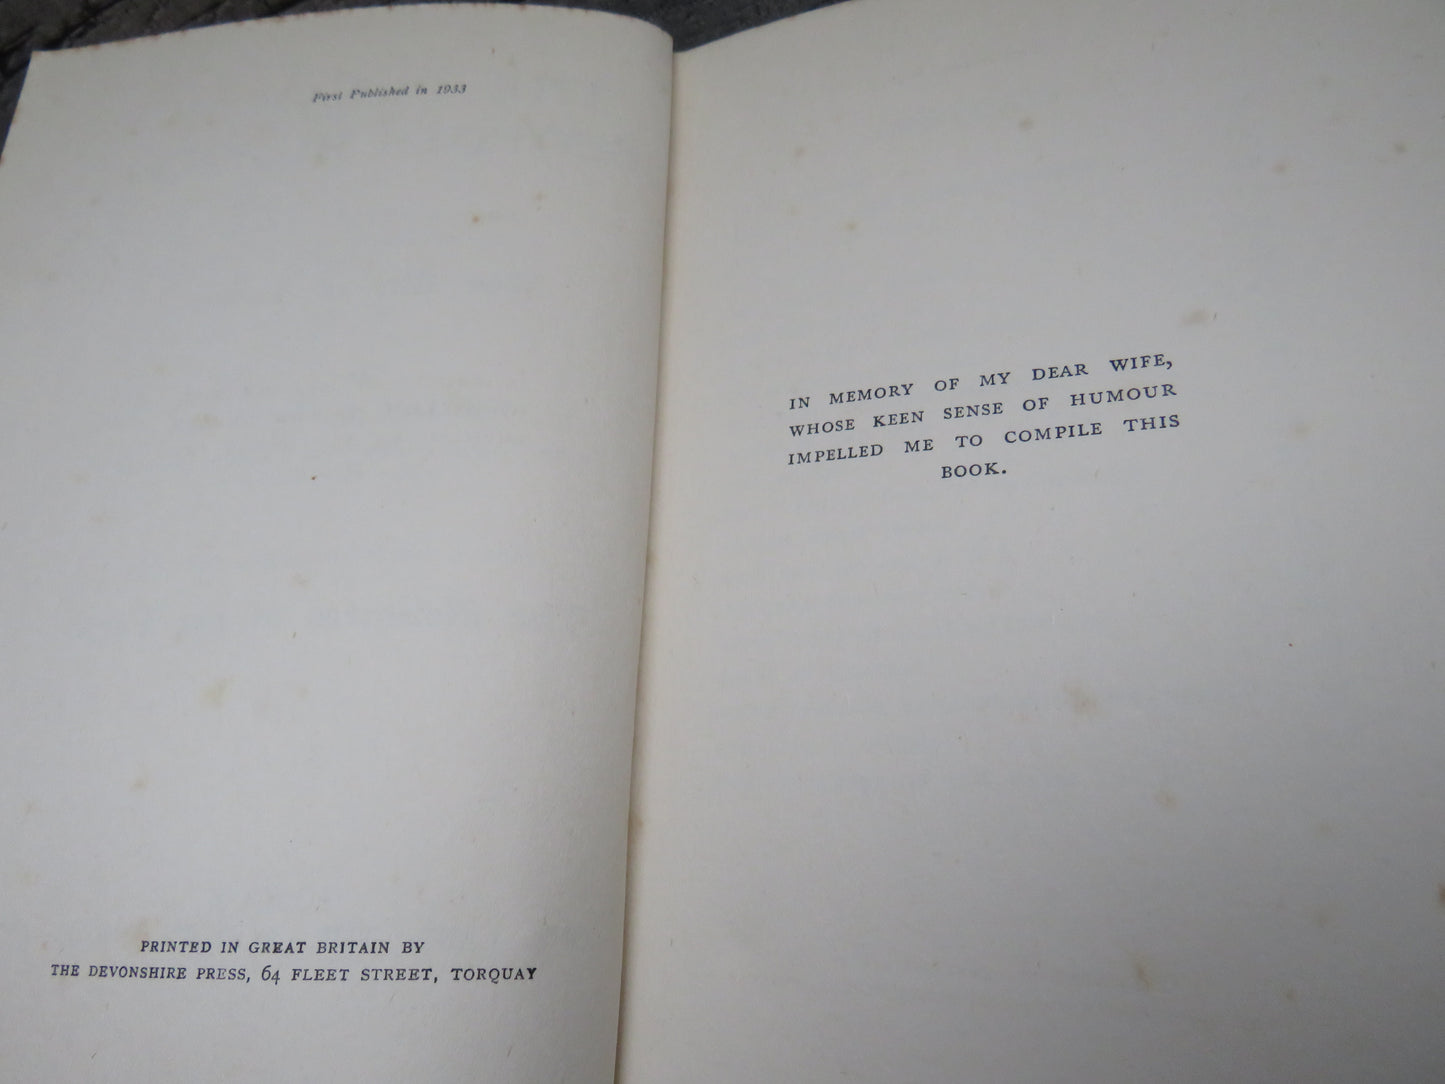 First Published in 1933
PRINTED IN GREAT BRITAIN BY
THE DEVONSHIRE PRESS, 64 FLEET STREET, TORQUAY
IN MEMORY OF MY DEAR WIFE,
WHOSE KEEN SENSE OF HUMOUR
IMPELLED ME TO COMPILE THIS
BOOK.